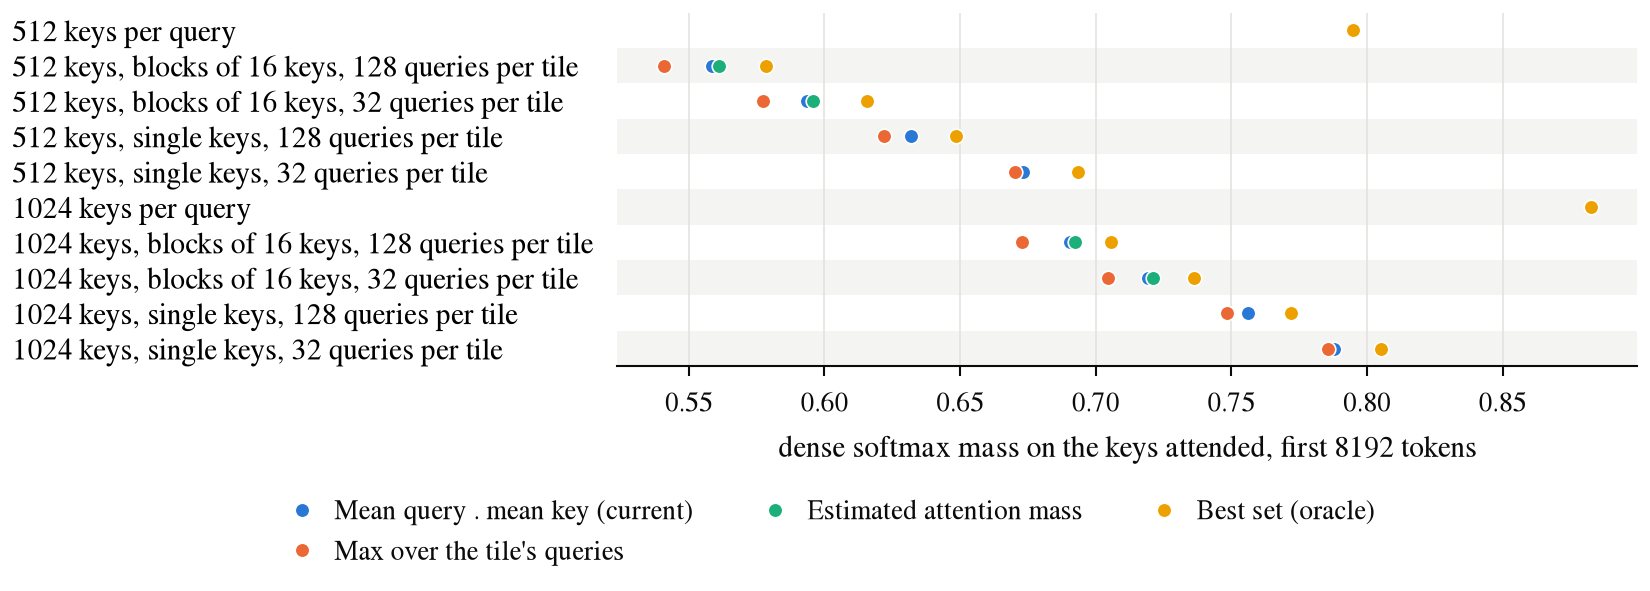 512 keys per query
512 keys, blocks of 16 keys, 128 queries per tile
512 keys, blocks of 16 keys, 32 queries per tile
512 keys, single keys, 128 queries per tile
512 keys, single keys, 32 queries per tile
1024 keys per query
1024 keys, blocks of 16 keys, 128 queries per tile
1024 keys, blocks of 16 keys, 32 queries per tile
1024 keys, single keys, 128 queries per tile
1024 keys, single keys, 32 queries per tile
0.55 0.60 0.65 0.70 0.75 0.80 0.85
dense softmax mass on the keys attended, first 8192 tokens
Mean query . mean key (current) Estimated attention mass Best set (oracle)
Max over the tile's queries